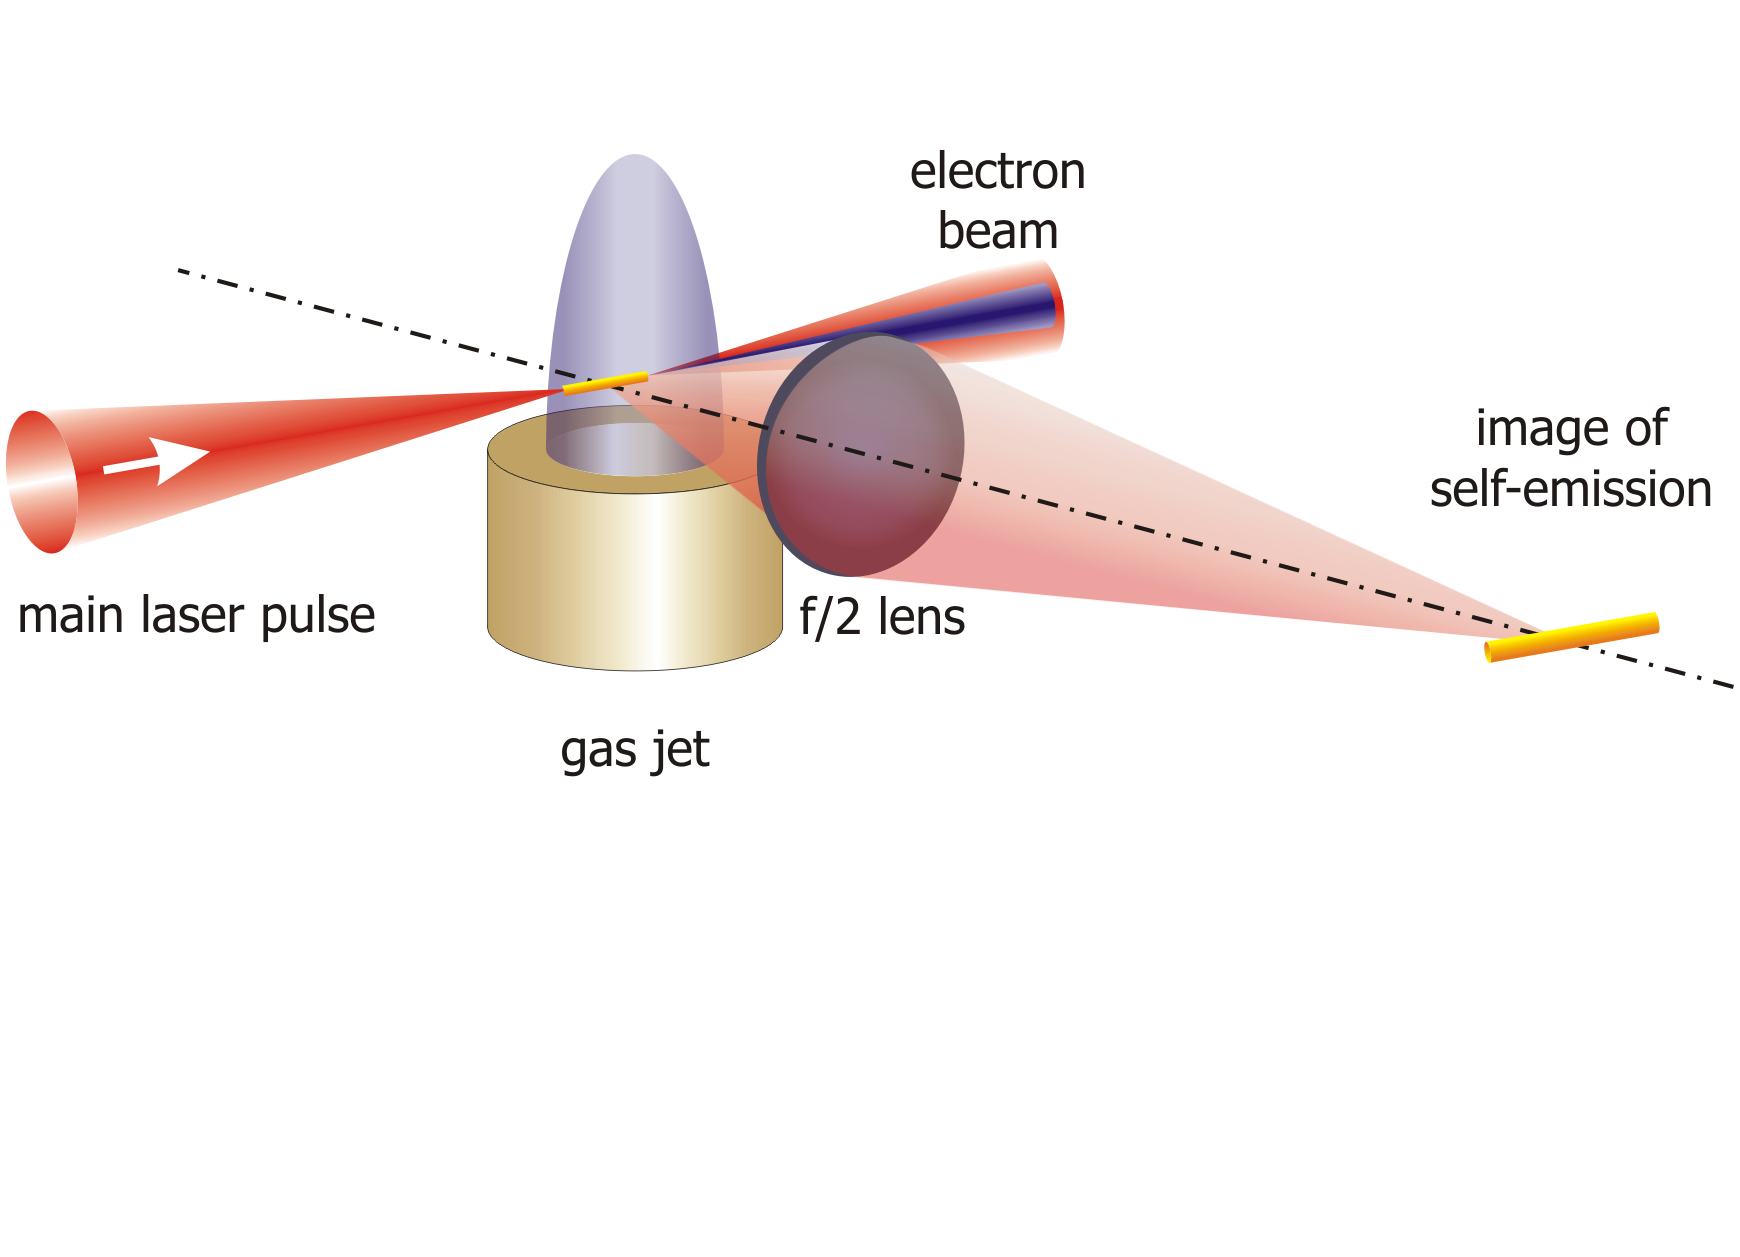 electron
beam
image of
self-emission
main laser pulse
f/2 lens
gas jet